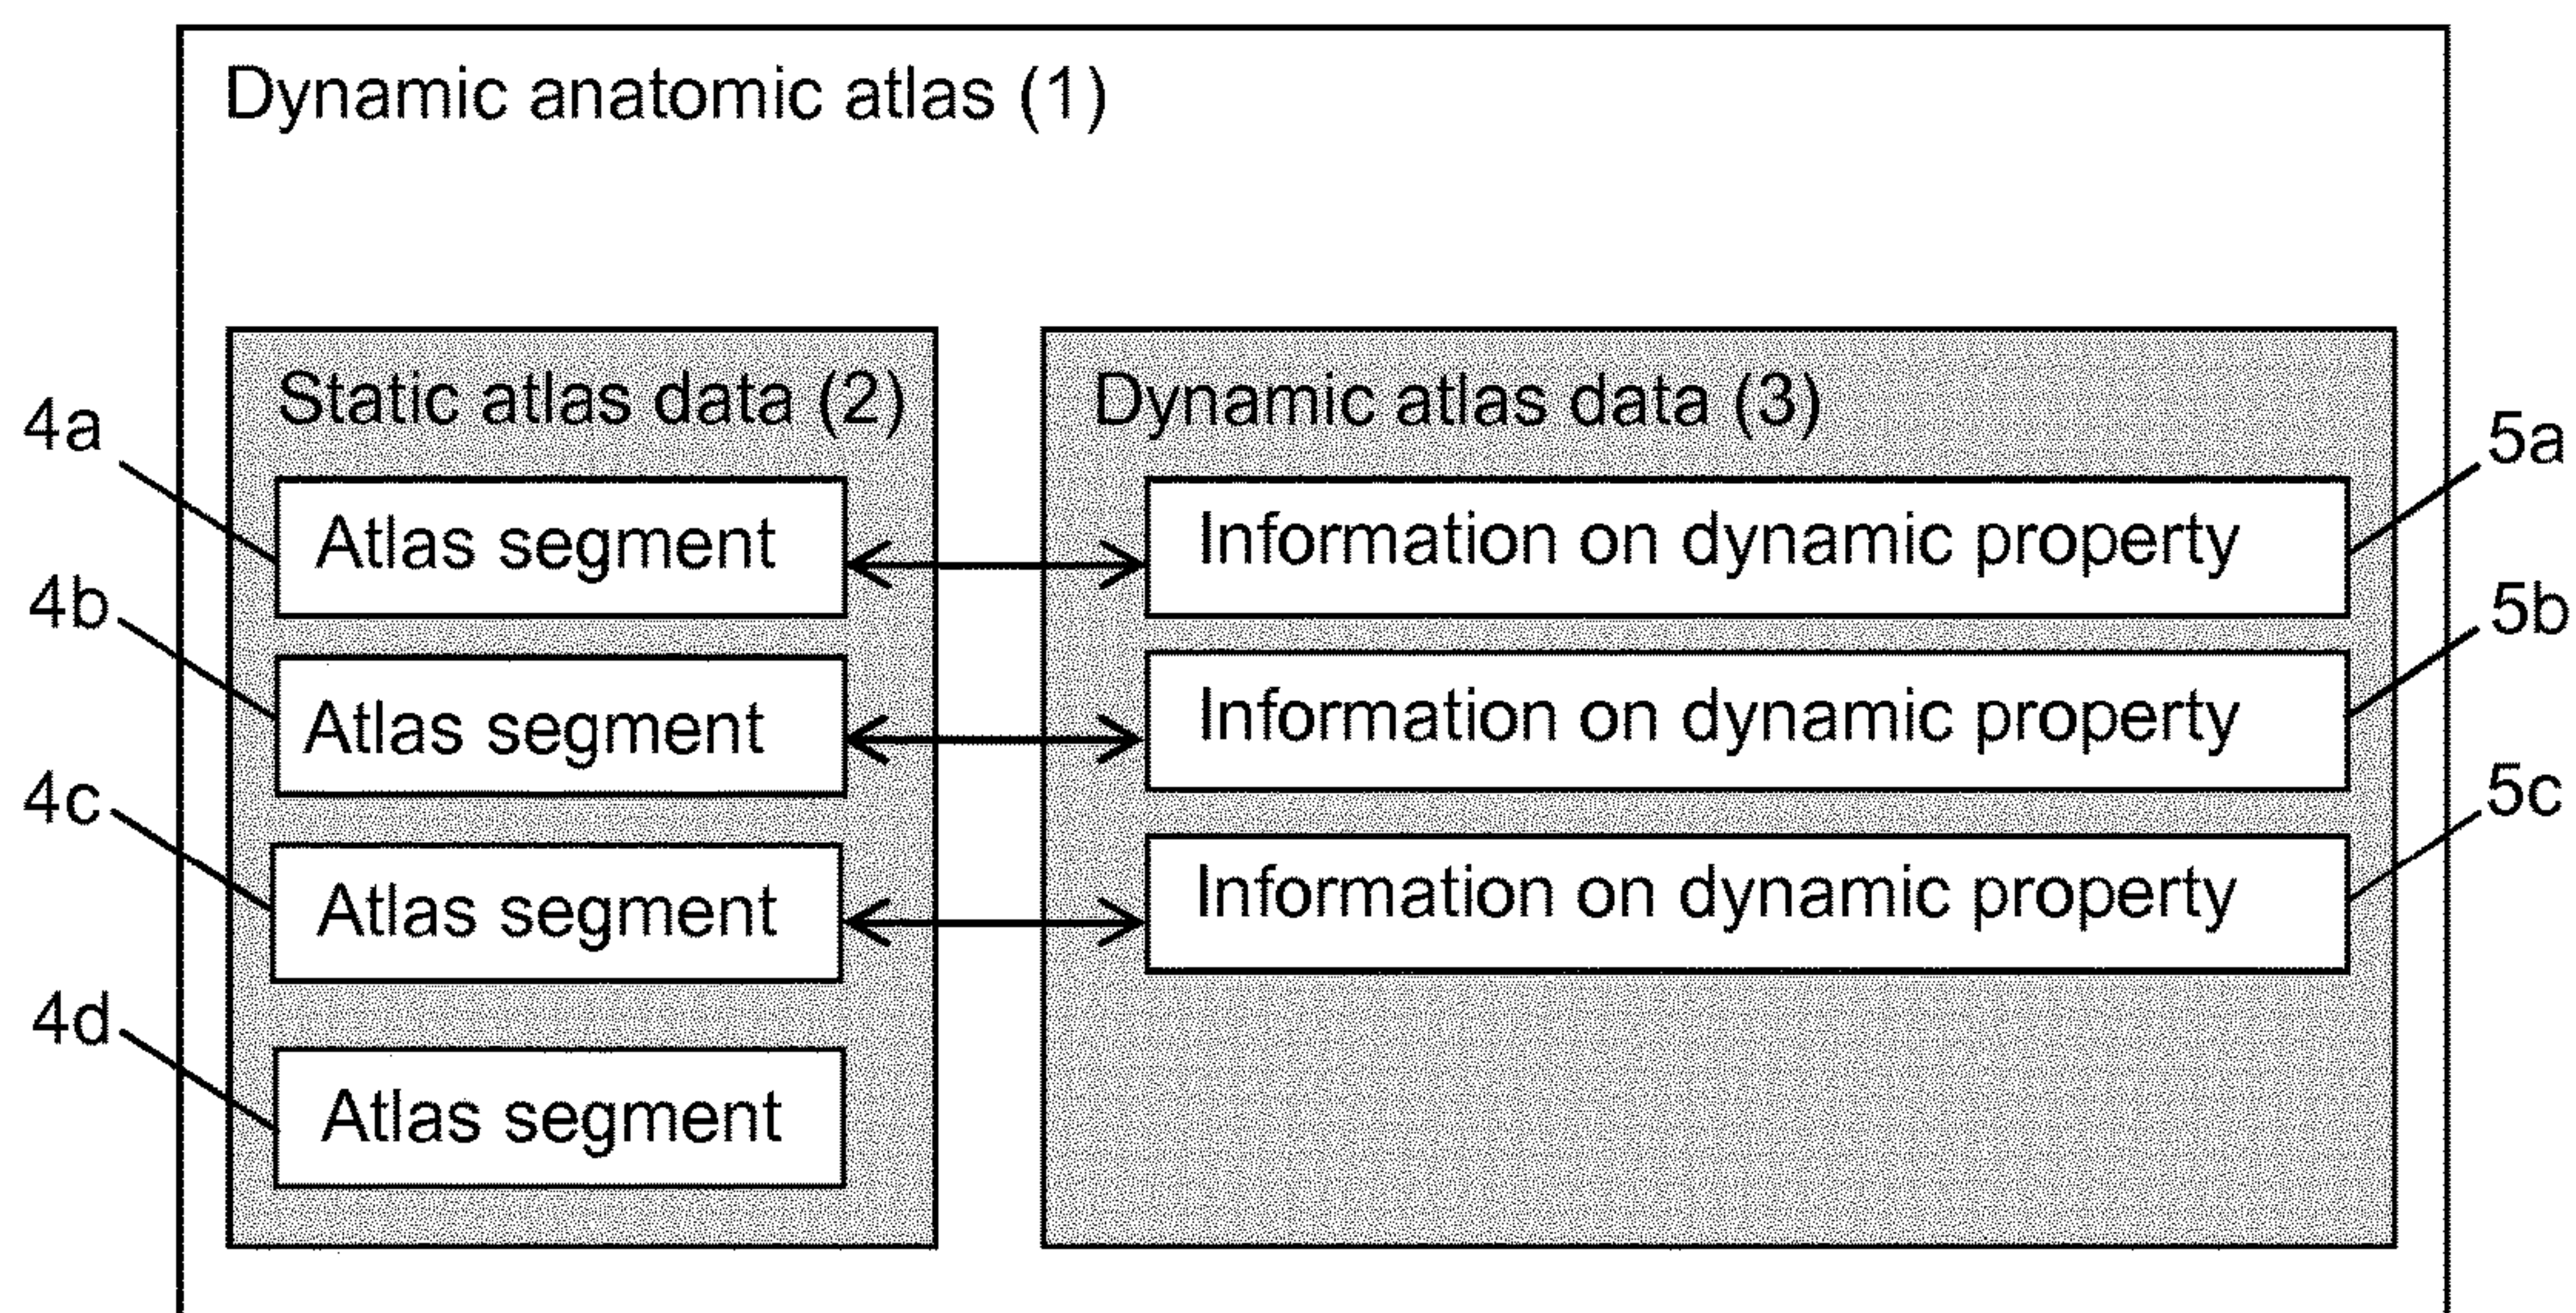 Dynamic anatomic atlas (1)
Static atlas data (2)
Dynamic atlas data (3)
4a
5a
Atlas segment
Information on dynamic property
4b
5b
Atlas segment
Information on dynamic property
4c
5c
Atlas segment
Information on dynamic property
4d
Atlas segment